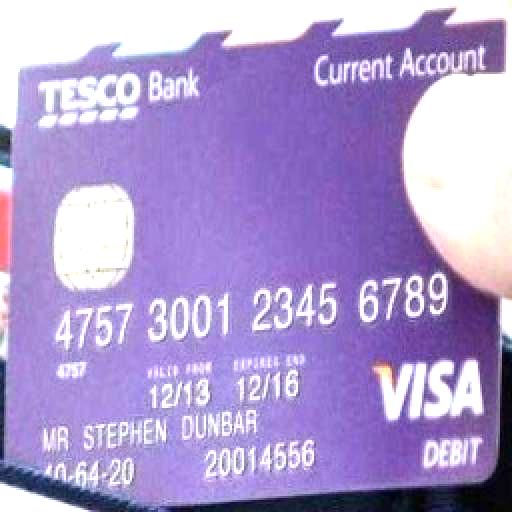 TESCO Bank
Current Account
4757 3001 2345 6789
4757
VALID FROM EXPIRES END
12/13 12/16
VISA
MR STEPHEN DUNBAR
40-64-20 20014556
DEBIT